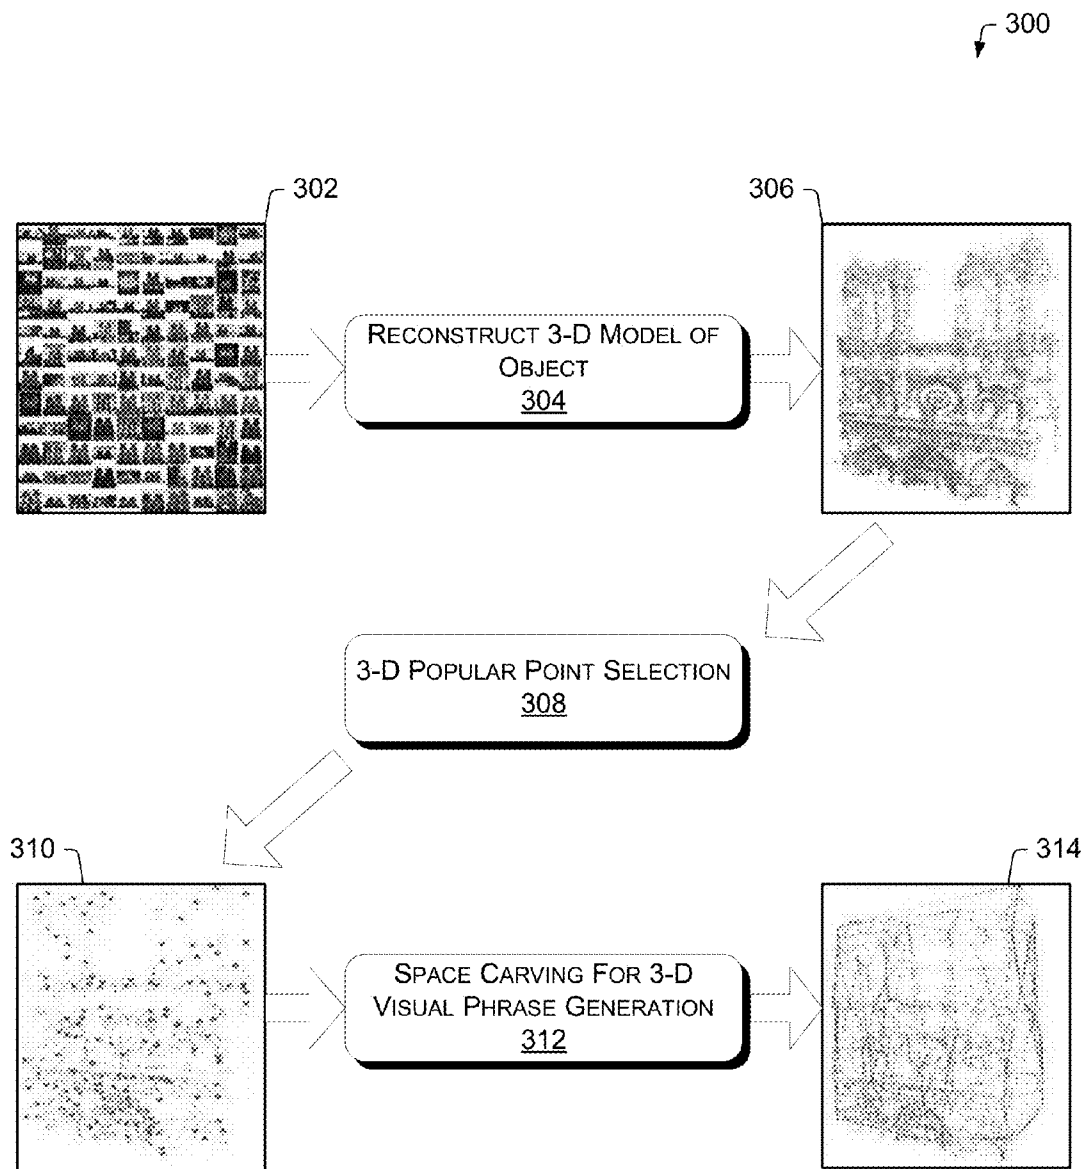 300
302
306
RECONSTRUCT 3-D MODEL OF
OBJECT
304
3-D POPULAR POINT SELECTION
308
310
314
SPACE CARVING FOR 3-D
VISUAL PHRASE GENERATION
312